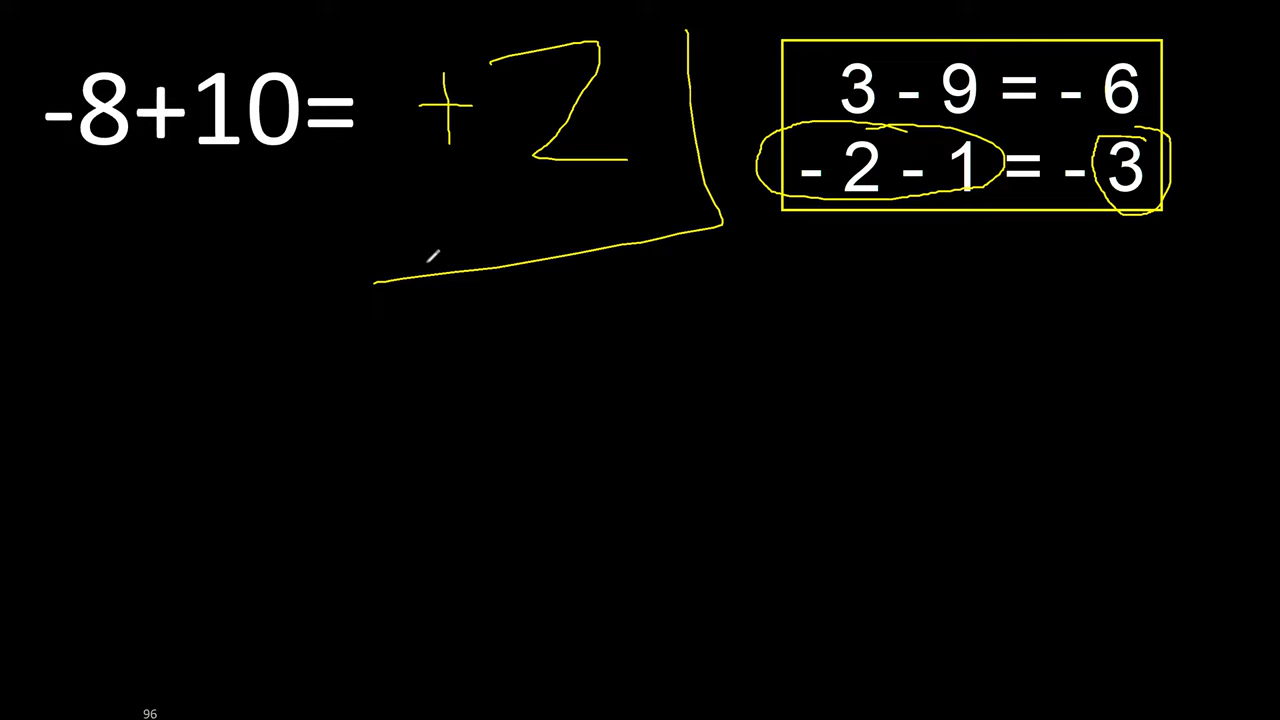 -8+10= +2
3 - 9 = - 6
- 2 - 1 = - 3
96